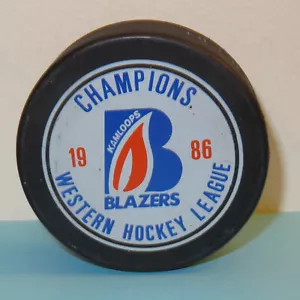 CHAMPIONS.
19 86
KAMLOOPS
B
BLAZERS
WESTERN HOCKEY LEAGUE